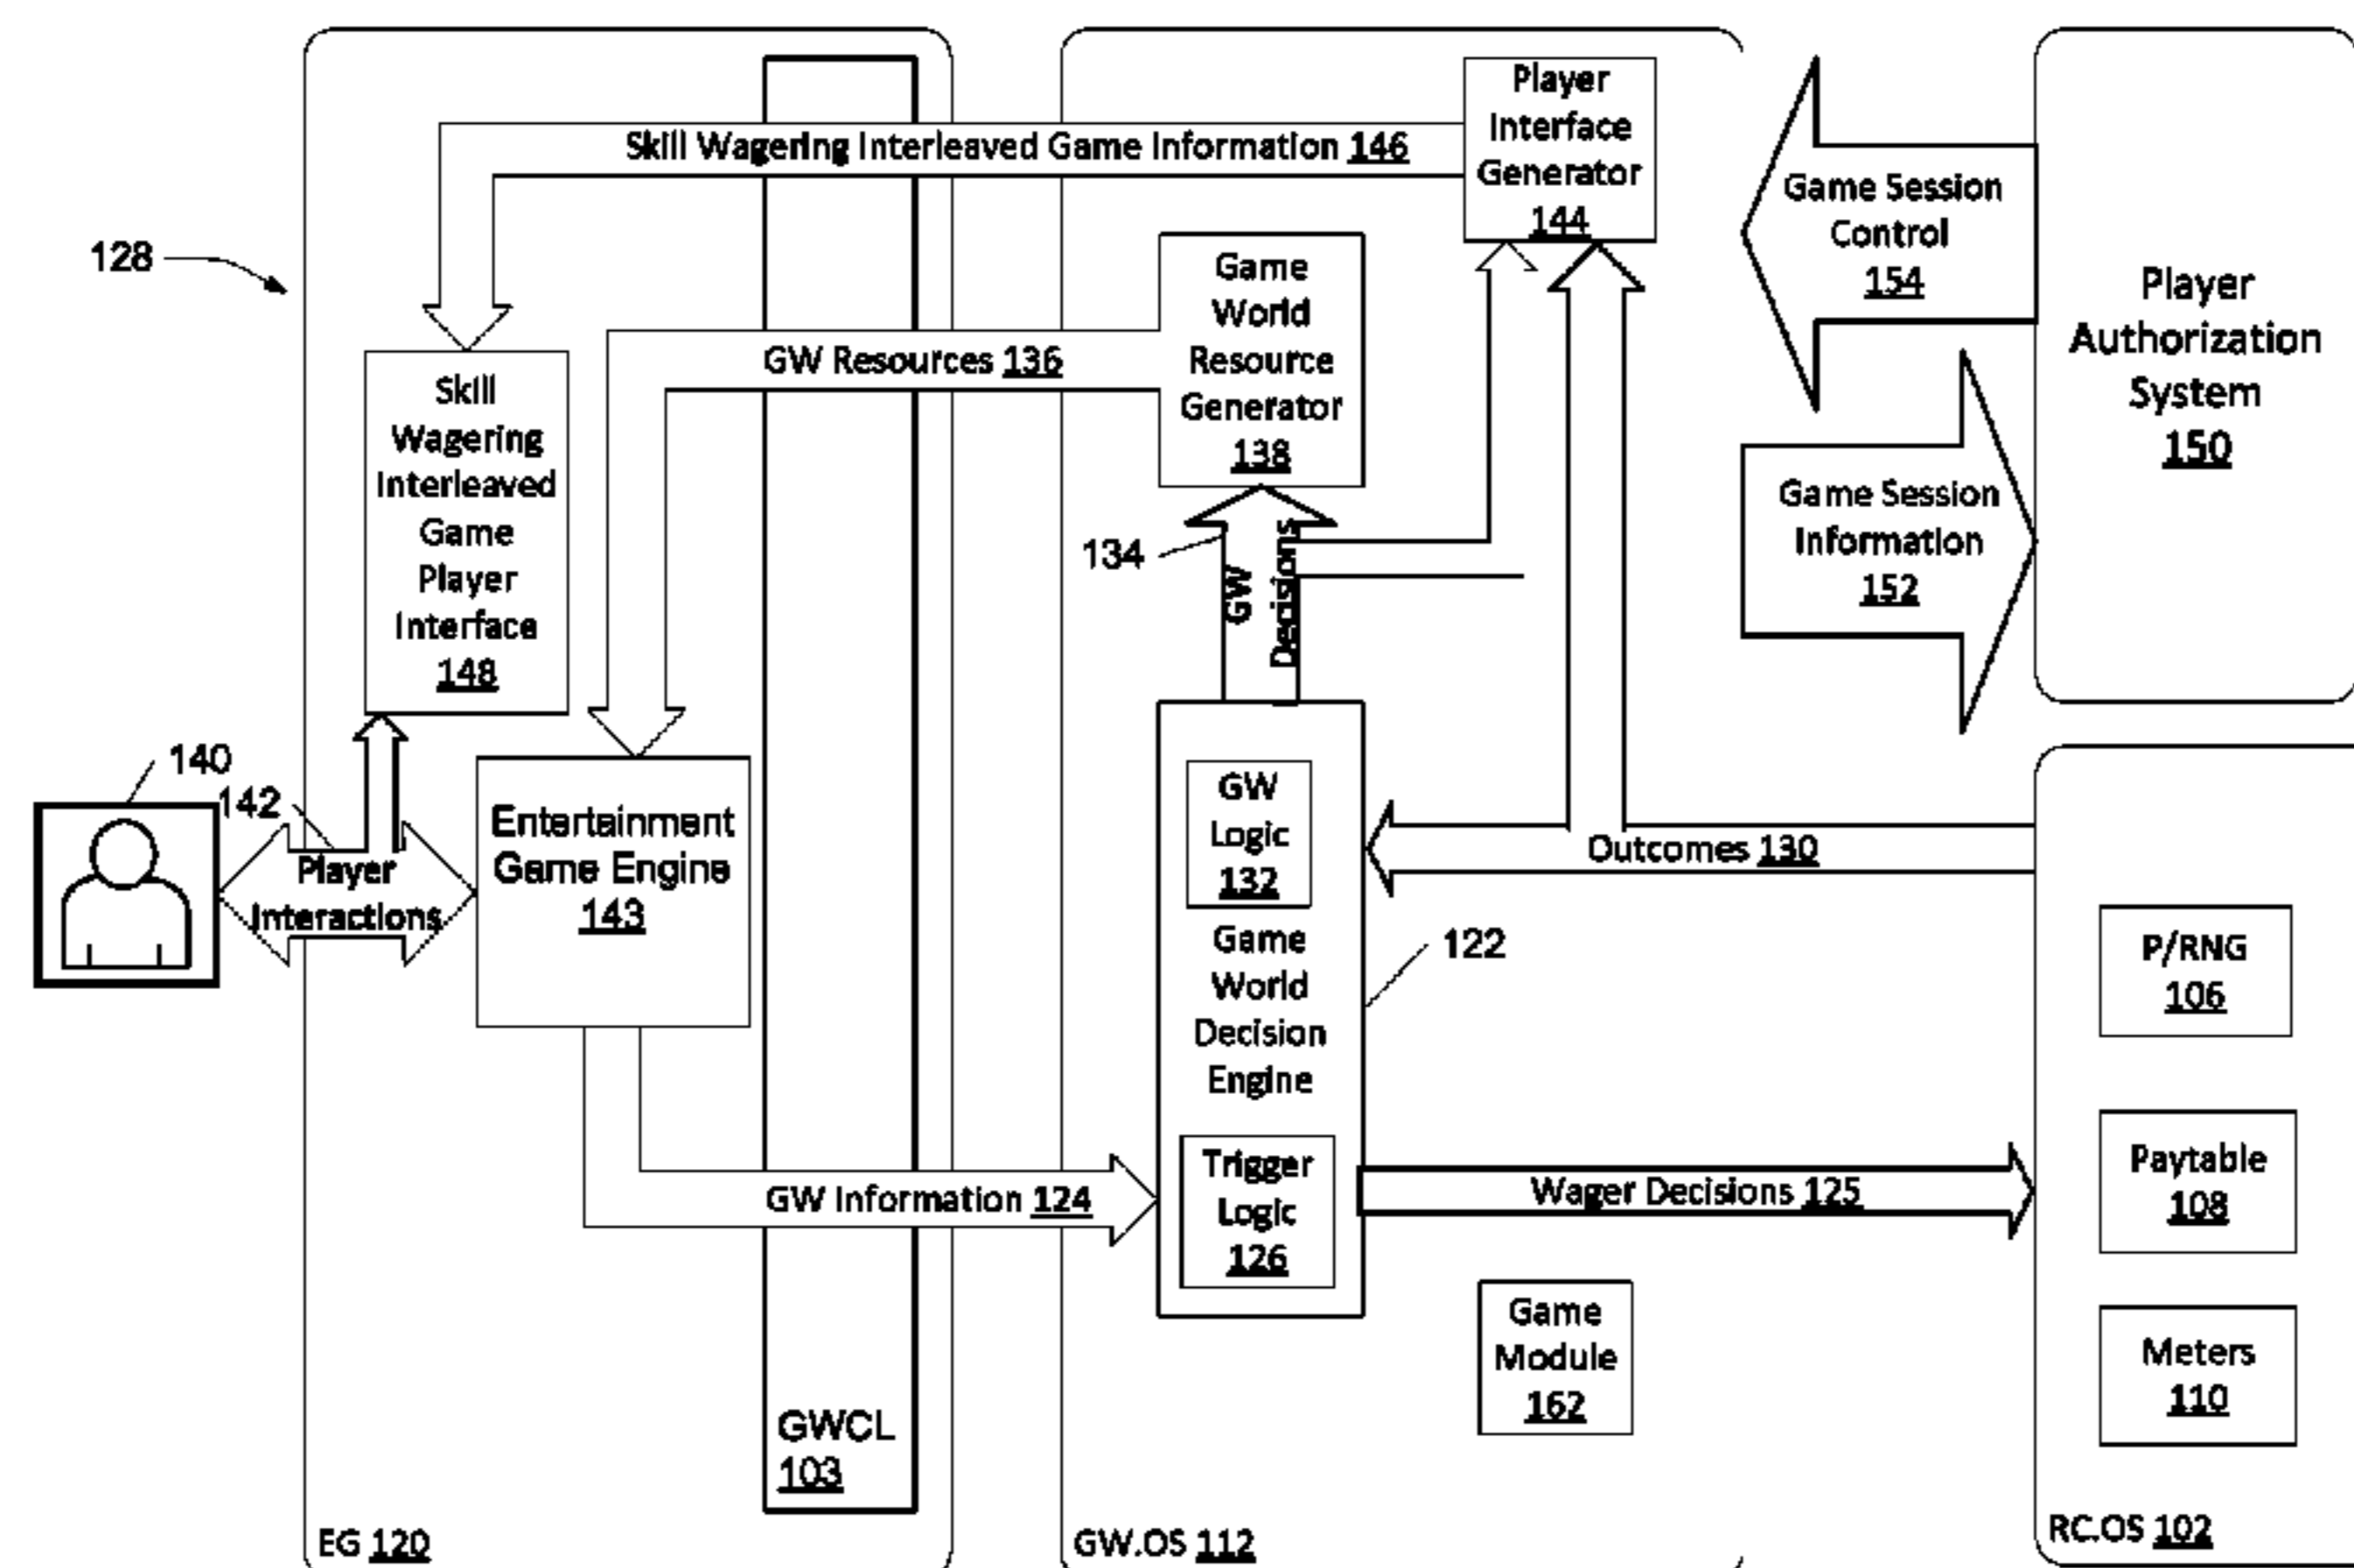 Player
Interface
Generator
144
Skill Wagering Interleaved Game Information 146
Game Session
Control
154
Player
Authorization
System
150
128
Game
World
Resource
Generator
138
GW Resources 136
Skill
Wagering
Interleaved
Game
Player
Interface
148
134
GW
Decisions
Game Session
Information
152
140
142
Player
Interactions
Entertainment
Game Engine
143
GW
Logic
132
Game
World
Decision
Engine
122
Outcomes 130
P/RNG
106
Trigger
Logic
126
GW Information 124
Wager Decisions 125
Paytable
108
Game
Module
162
Meters
110
GWCL
103
EG 120
GW.OS 112
RC.OS 102